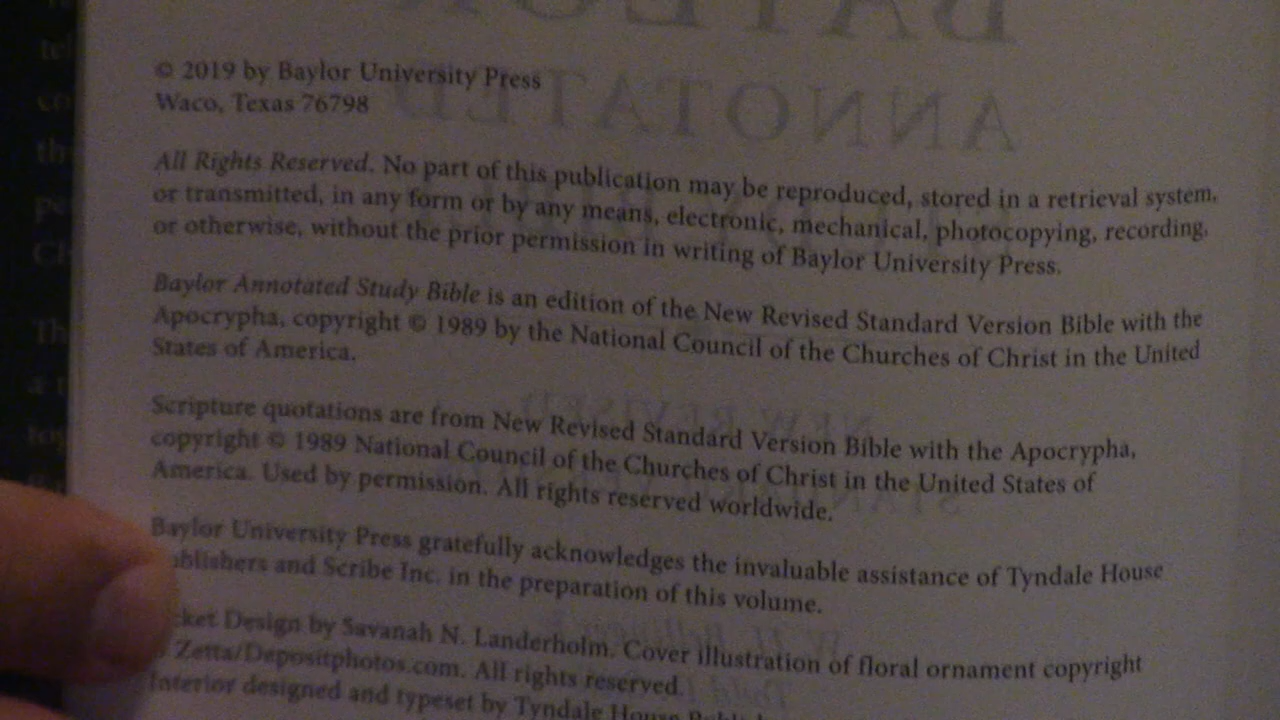 © 2019 by Baylor University Press
Waco, Texas 76798
All Rights Reserved. No part of this publication may be reproduced, stored in a retrieval system,
or transmitted, in any form or by any means, electronic, mechanical, photocopying, recording,
or otherwise, without the prior permission in writing of Baylor University Press.
Baylor Annotated Study Bible is an edition of the New Revised Standard Version Bible with the
Apocrypha, copyright © 1989 by the National Council of the Churches of Christ in the United
States of America.
Scripture quotations are from New Revised Standard Version Bible with the Apocrypha,
copyright © 1989 National Council of the Churches of Christ in the United States of
America. Used by permission. All rights reserved worldwide.
Baylor University Press gratefully acknowledges the invaluable assistance of Tyndale House
ublishers and Scribe Inc. in the preparation of this volume.
cket Design by Savanah N. Landerholm. Cover illustration of floral ornament copyright
Zetta/Depositphotos.com. All rights reserved.
Interior designed and typeset by Tyndale House